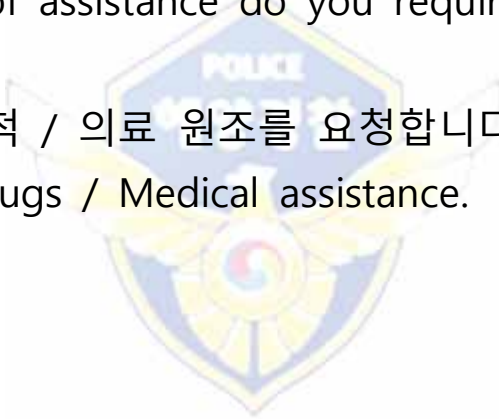 of assistance do you requir
POLICE
척 / 의료 원조를 요청합니다
ugs / Medical assistance.